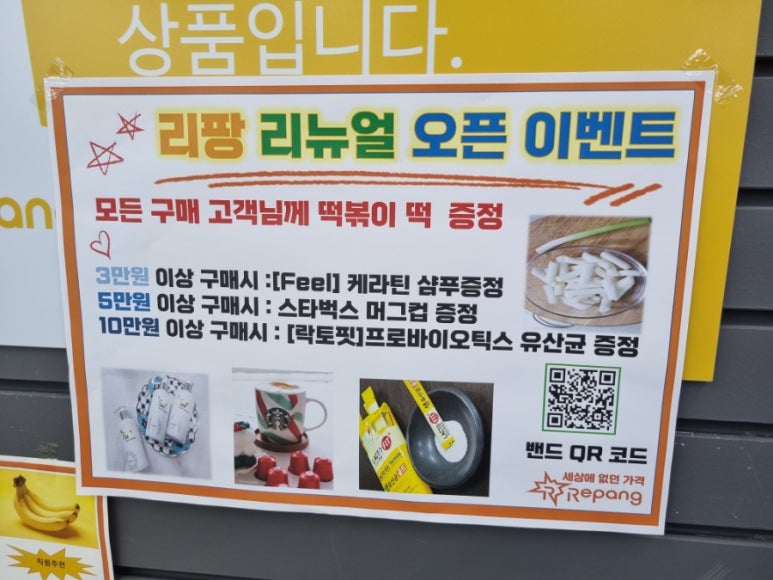 상품입니다.
리팡 리뉴얼 오픈 이벤트
모든 구매 고객님께 떡볶이 떡 증정
3만원 이상 구매시 :[Feel] 케라틴 샴푸증정
5만원 이상 구매시 : 스타벅스 머그컵 증정
10만원 이상 구매시 : [락토핏]프로바이오틱스 유산균 증정
밴드 QR 코드
세상에 없던 가격
Repang
직원추천